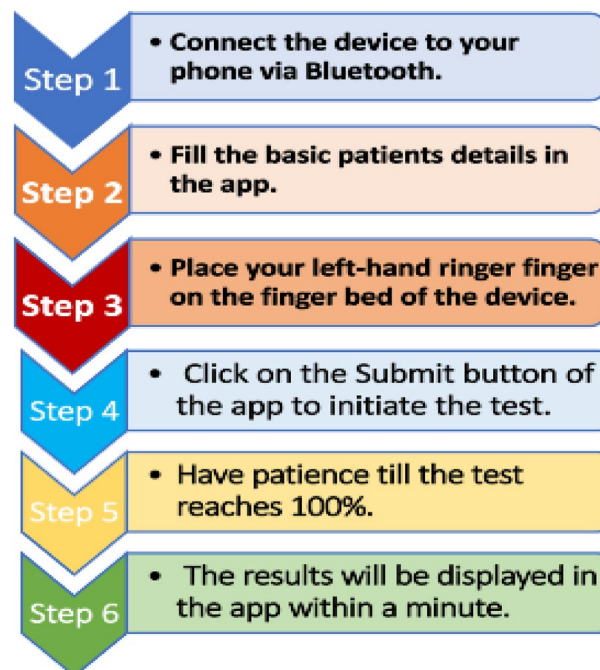 Step 1
• Connect the device to your
phone via Bluetooth.
Step 2
• Fill the basic patients details in
the app.
Step 3
• Place your left-hand ringer finger
on the finger bed of the device.
Step 4
• Click on the Submit button of
the app to initiate the test.
Step 5
• Have patience till the test
reaches 100%.
Step 6
• The results will be displayed in
the app within a minute.